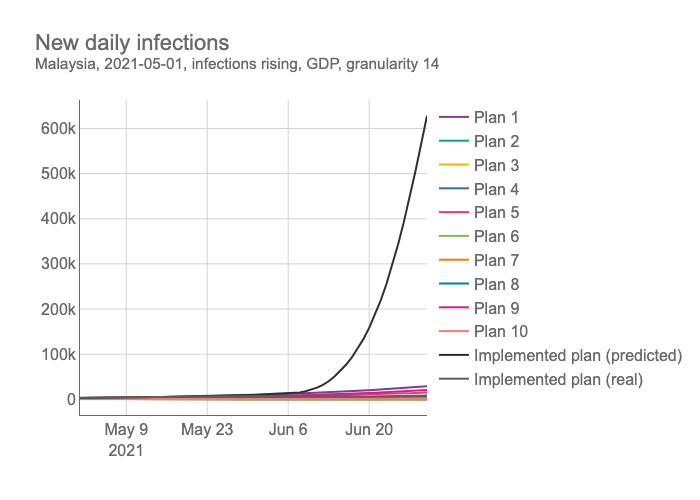 New daily infections
Malaysia, 2021-05-01, infections rising, GDP, granularity 14
600k
500k
400k
300k
200k
100k
0
May 9
2021
May 23
Jun 6
Jun 20
Plan 1
Plan 2
Plan 3
Plan 4
Plan 5
Plan 6
Plan 7
Plan 8
Plan 9
Plan 10
Implemented plan (predicted)
Implemented plan (real)